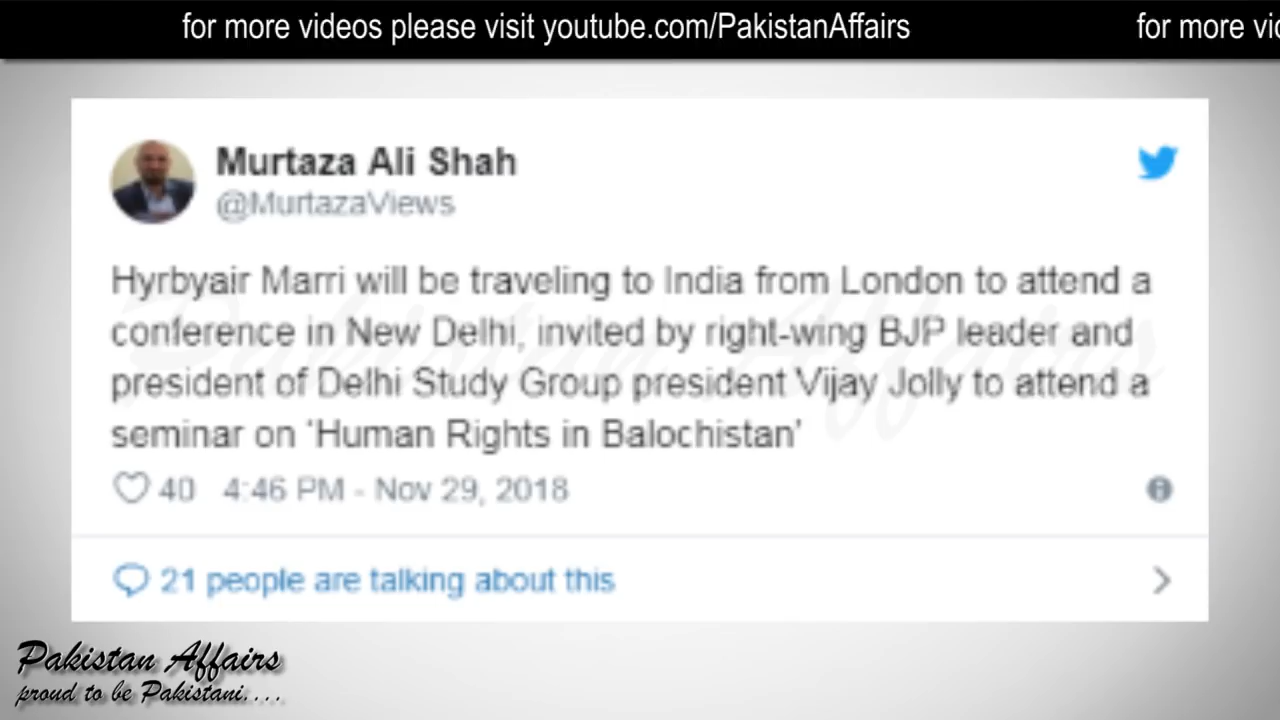 for more videos please visit youtube.com/PakistanAffairs for more vid
Murtaza Ali Shah
@MurtazaViews
Hyrbyair Marri will be traveling to India from London to attend a
conference in New Delhi, invited by right-wing BJP leader and
president of Delhi Study Group president Vijay Jolly to attend a
seminar on 'Human Rights in Balochistan'
40 4:46 PM - Nov 29, 2018
21 people are talking about this
Pakistan Affairs
proud to be Pakistani....